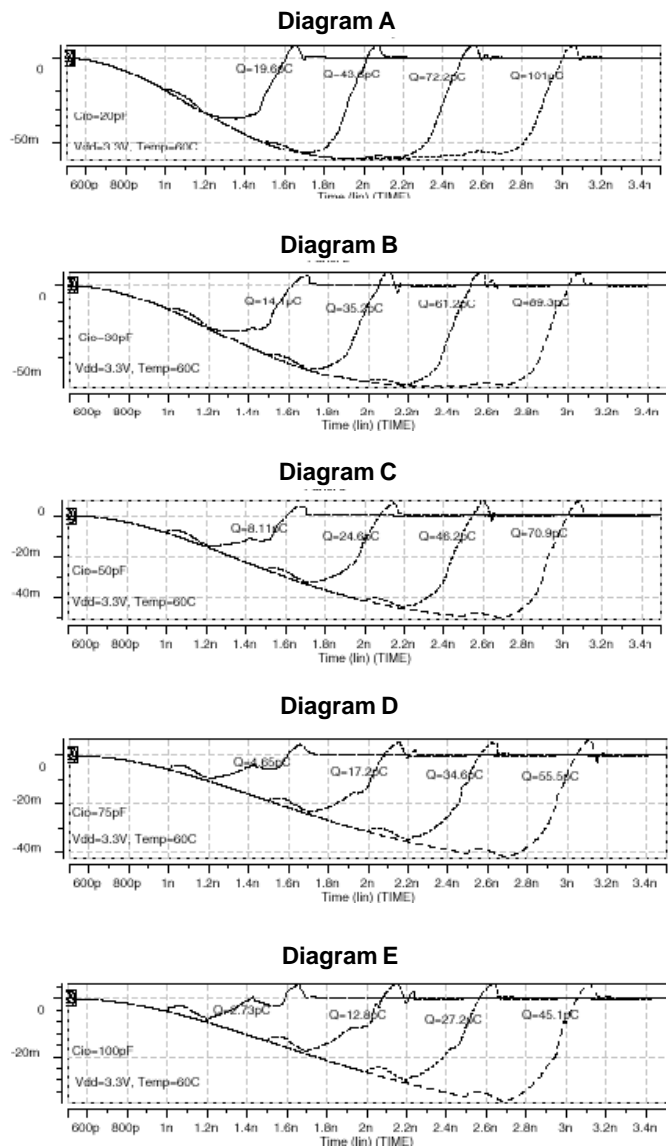 Diagram A
0
-50m
Q=19.6pC Q=43.8pC Q=72.2pC Q=101pC
Cio=20pF
Vdd=3.3V, Temp=60C
600p 800p 1n 1.2n 1.4n 1.6n 1.8n 2n 2.2n 2.4n 2.6n 2.8n 3n 3.2n 3.4n
Time (lin) (TIME)
Diagram B
0
-50m
Q=14.1pC Q=35.2pC Q=61.2pC Q=89.3pC
Cio=30pF
Vdd=3.3V, Temp=60C
600p 800p 1n 1.2n 1.4n 1.6n 1.8n 2n 2.2n 2.4n 2.6n 2.8n 3n 3.2n 3.4n
Time (lin) (TIME)
Diagram C
0
-20m
-40m
Q=8.11pC Q=24.6pC Q=46.2pC Q=70.9pC
Cio=50pF
Vdd=3.3V, Temp=60C
600p 800p 1n 1.2n 1.4n 1.6n 1.8n 2n 2.2n 2.4n 2.6n 2.8n 3n 3.2n 3.4n
Time (lin) (TIME)
Diagram D
0
-20m
-40m
Q=4.65pC Q=17.2pC Q=34.6pC Q=55.5pC
Cio=75pF
Vdd=3.3V, Temp=60C
600p 800p 1n 1.2n 1.4n 1.6n 1.8n 2n 2.2n 2.4n 2.6n 2.8n 3n 3.2n 3.4n
Time (lin) (TIME)
Diagram E
0
-20m
Q=2.73pC Q=12.8pC Q=27.2pC Q=45.1pC
Cio=100pF
Vdd=3.3V, Temp=60C
600p 800p 1n 1.2n 1.4n 1.6n 1.8n 2n 2.2n 2.4n 2.6n 2.8n 3n 3.2n 3.4n
Time (lin) (TIME)